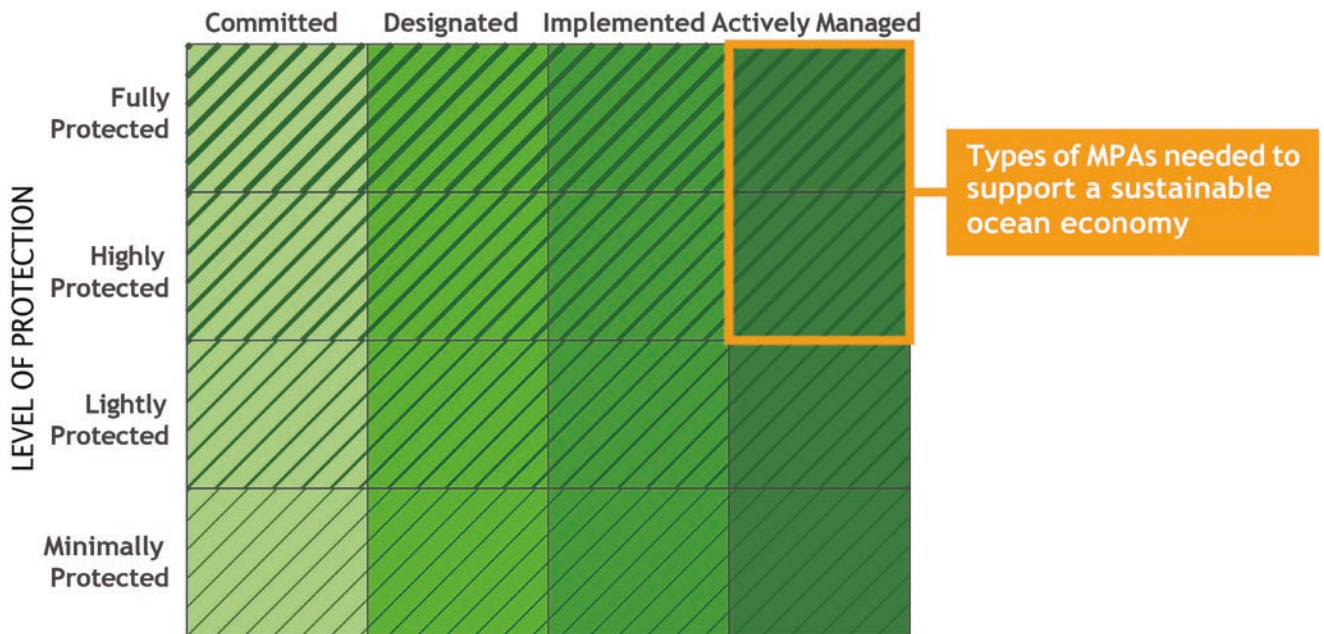 Committed Designated Implemented Actively Managed
Fully
Protected
Highly
Protected
Lightly
Protected
Minimally
Protected
LEVEL OF PROTECTION
Types of MPAs needed to
support a sustainable
ocean economy